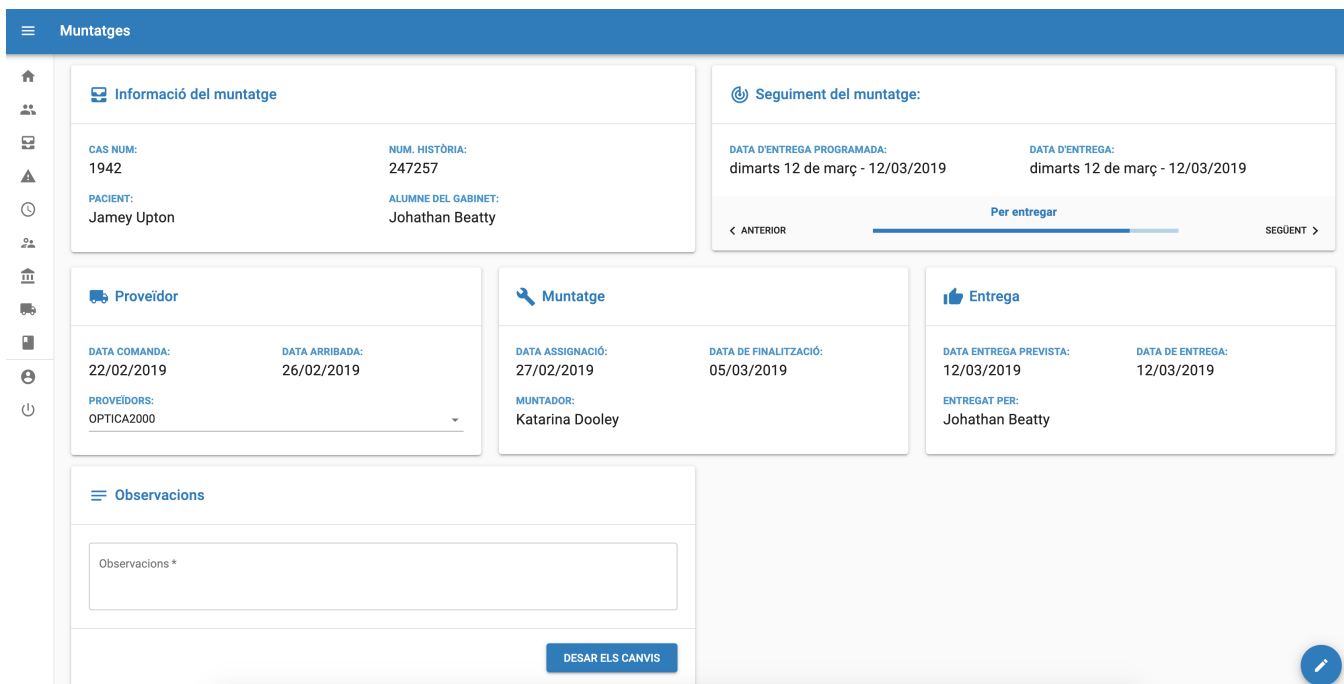 Muntatges
Informació del muntatge
CAS NUM:
1942
NUM. HISTÒRIA:
247257
PACIENT:
Jamey Upton
ALUMNE DEL GABINET:
Johathan Beatty
Seguiment del muntatge:
DATA D'ENTREGA PROGRAMADA:
dimarts 12 de març - 12/03/2019
DATA D'ENTREGA:
dimarts 12 de març - 12/03/2019
Per entregar
ANTERIOR
SEGÜENT
Proveïdor
DATA COMANDA:
22/02/2019
DATA ARRIBADA:
26/02/2019
PROVEÏDORS:
OPTICA2000
Muntatge
DATA ASSIGNACIÓ:
27/02/2019
DATA DE FINALITZACIÓ:
05/03/2019
MUNTADOR:
Katarina Dooley
Entrega
DATA ENTREGA PREVISTA:
12/03/2019
DATA DE ENTREGA:
12/03/2019
ENTREGAT PER:
Johathan Beatty
Observacions
Observacions *
DESAR ELS CANVIS